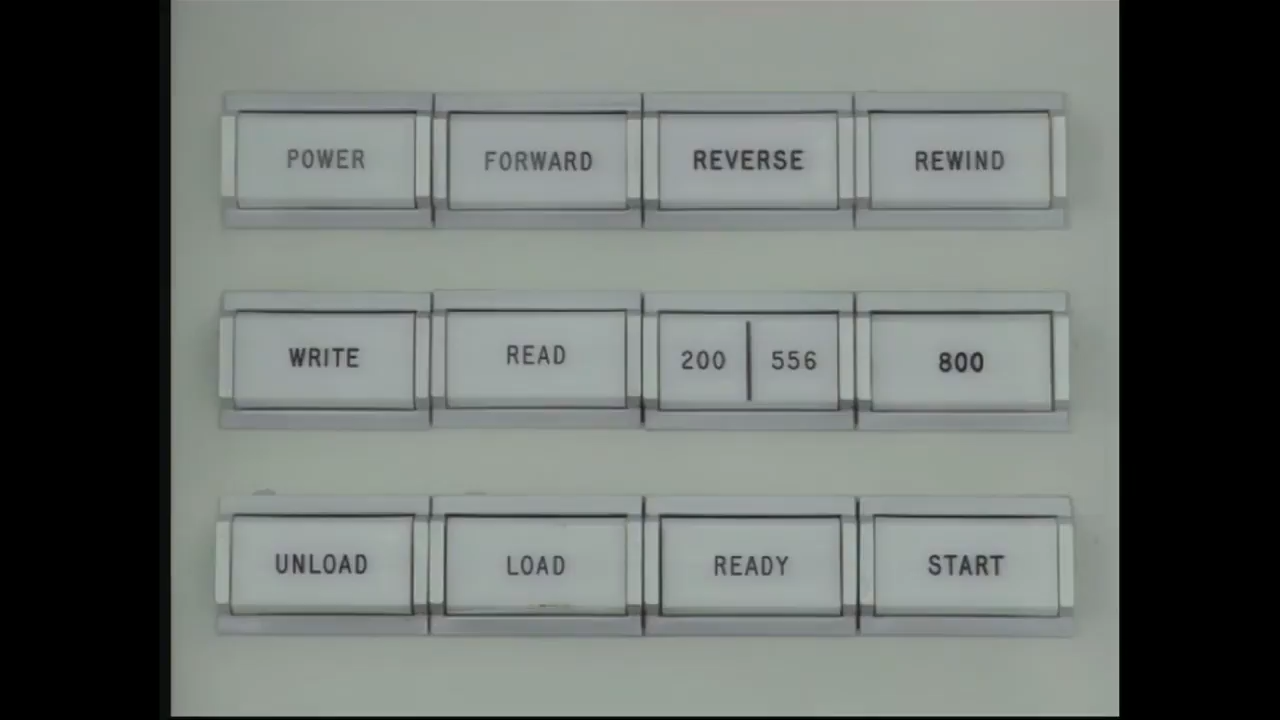 POWER FORWARD REVERSE REWIND
WRITE READ 200 556 800
UNLOAD LOAD READY START